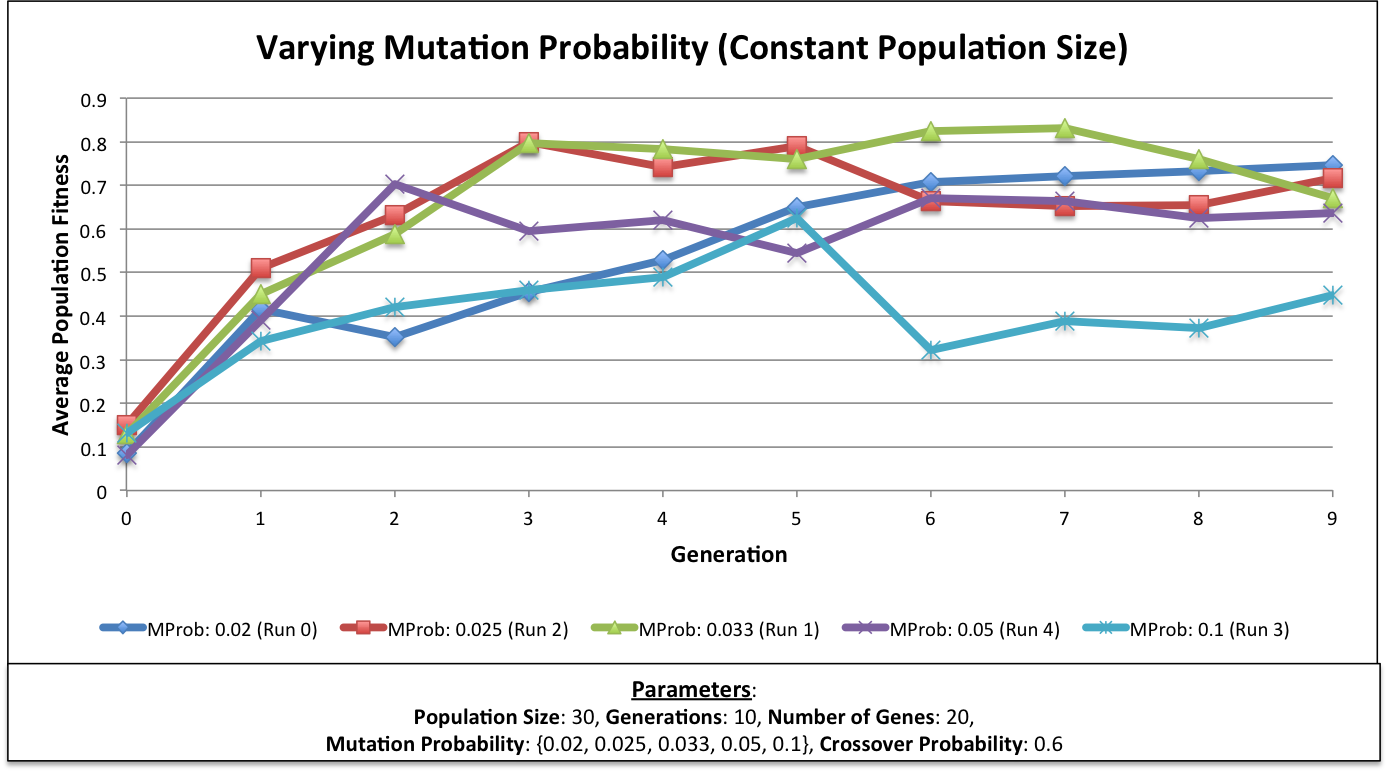 Varying Mutation Probability (Constant Population Size)
Average Population Fitness
0.9
0.8
0.7
0.6
0.5
0.4
0.3
0.2
0.1
0
0 1 2 3 4 5 6 7 8 9
Generation
MProb: 0.02 (Run 0) MProb: 0.025 (Run 2) MProb: 0.033 (Run 1) MProb: 0.05 (Run 4) MProb: 0.1 (Run 3)
Parameters:
Population Size: 30, Generations: 10, Number of Genes: 20,
Mutation Probability: {0.02, 0.025, 0.033, 0.05, 0.1}, Crossover Probability: 0.6